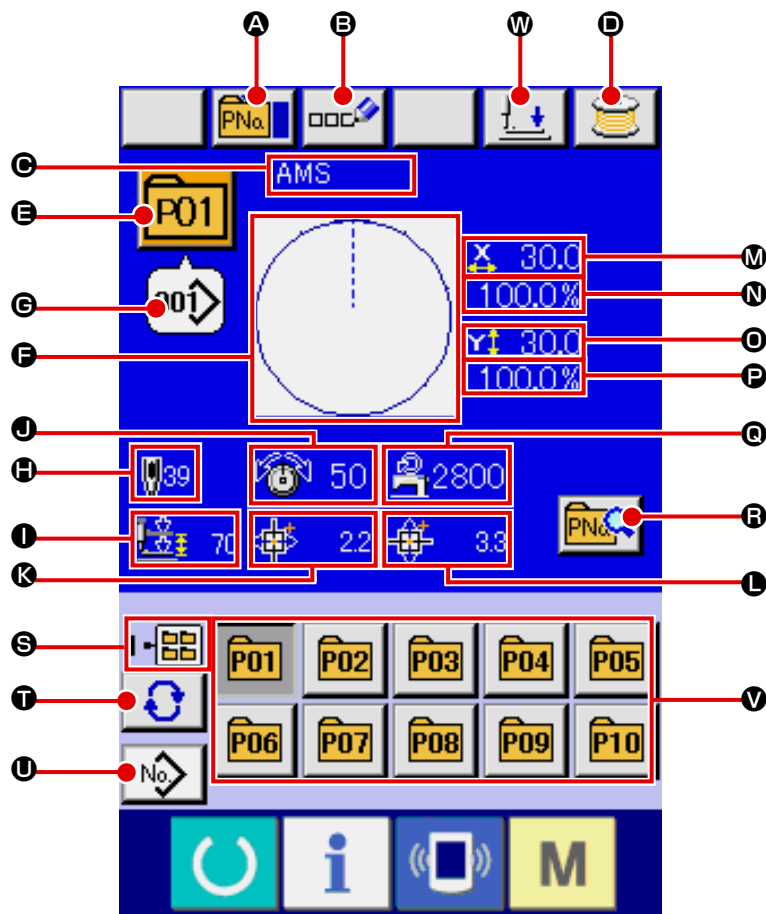 A B W D
PNo.
C AMS
E P01
X 30.0 M
100.0% N
G 001
F
Y 30.0 O
100.0% P
J Q
H 39 50 2800
R PNo.
I 70 2.2 3.3
K L
S I
P01 P02 P03 P04 P05
T V
P06 P07 P08 P09 P10
U No.
i M